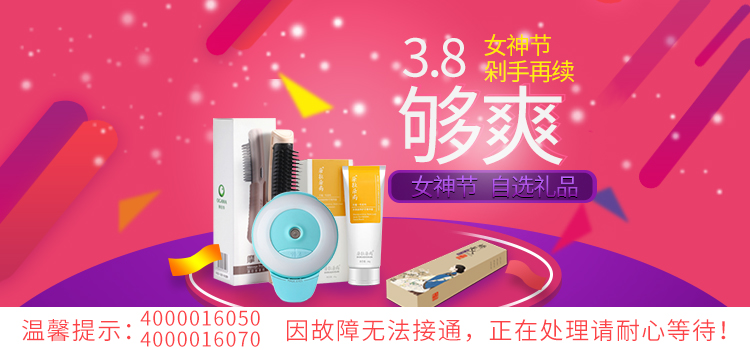 3.8
女神节
剁手再续
够爽
女神节 自选礼品
温馨提示：
4000016050
4000016070
因故障无法接通，正在处理请耐心等待！